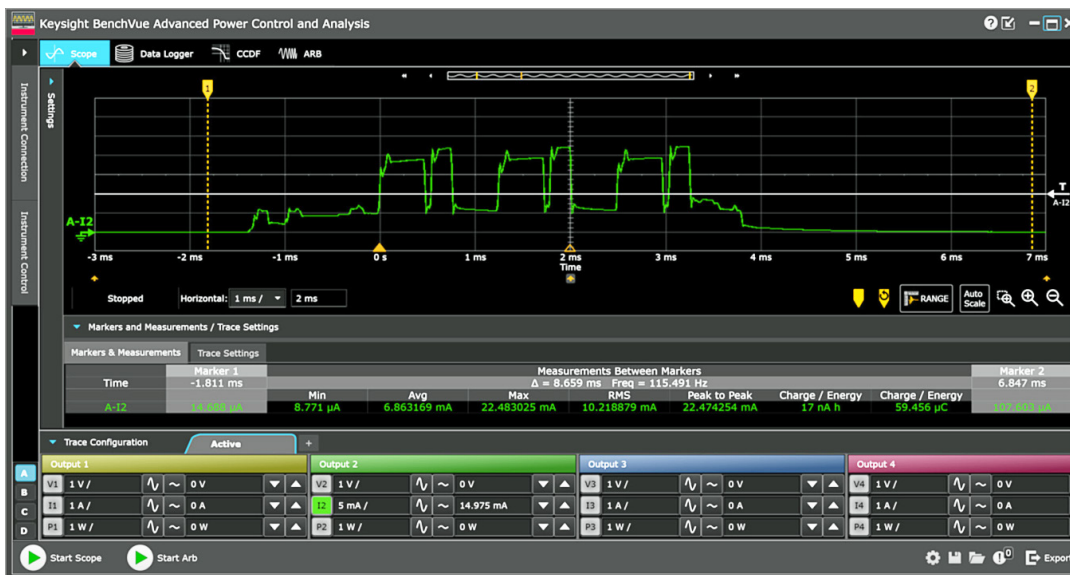 Keysight BenchVue Advanced Power Control and Analysis
Scope Data Logger CCDF ARB
Instrument Connection
Instrument Control
Settings
1 2
A-I2
T
A-I2
-3 ms -2 ms -1 ms 0 s 1 ms 2 ms 3 ms 4 ms 5 ms 6 ms 7 ms
Time
Stopped Horizontal: 1 ms / 2 ms RANGE Auto Scale
Markers and Measurements / Trace Settings
Markers & Measurements Trace Settings
Marker 1 Measurements Between Markers Marker 2
Time -1.811 ms Δ = 8.659 ms Freq = 115.491 Hz 6.847 ms
Min Avg Max RMS Peak to Peak Charge / Energy Charge / Energy
A-I2 14.688 µA 8.771 µA 6.863169 mA 22.483025 mA 10.218879 mA 22.474254 mA 17 nA h 59.456 µC 107.603 µA
Trace Configuration Active +
A
B
C
D
Output 1 Output 2 Output 3 Output 4
V1 1 V / 0 V V2 1 V / 0 V V3 1 V / 0 V V4 1 V / 0 V
I1 1 A / 0 A I2 5 mA / 14.975 mA I3 1 A / 0 A I4 1 A / 0 A
P1 1 W / 0 W P2 1 W / 0 W P3 1 W / 0 W P4 1 W / 0 W
Start Scope Start Arb 0 Export